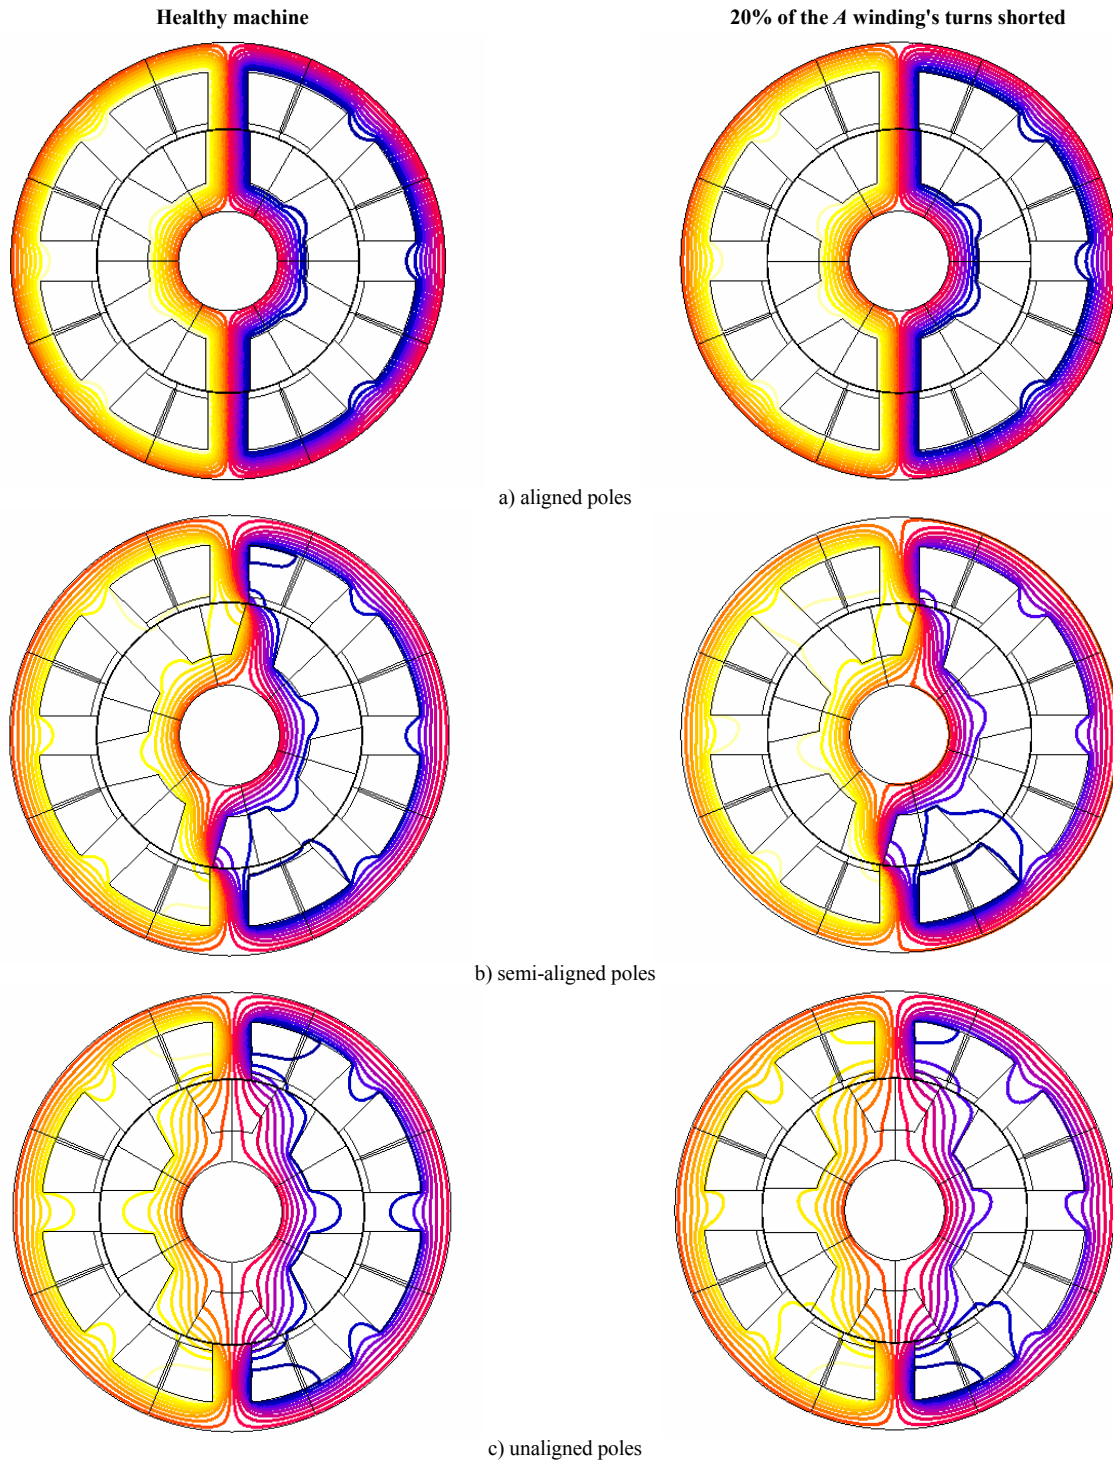 Healthy machine
20% of the A winding's turns shorted
a) aligned poles
b) semi-aligned poles
c) unaligned poles